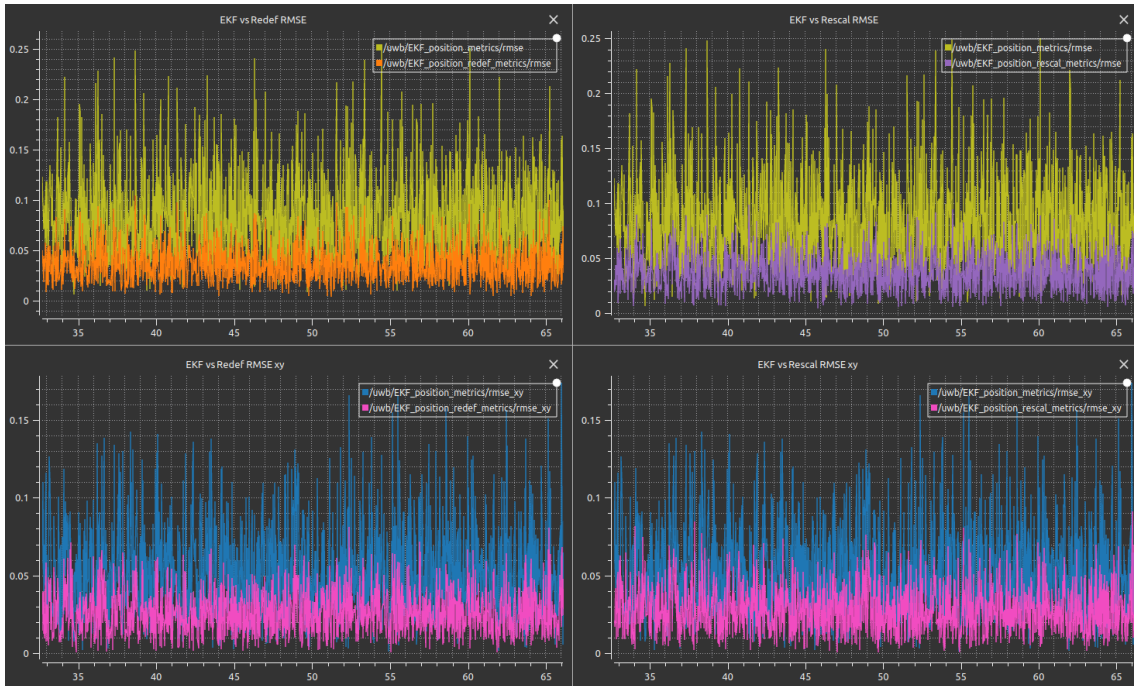 EKF vs Redef RMSE
/uwb/EKF_position_metrics/rmse
/uwb/EKF_position_redef_metrics/rmse
0.25
0.2
0.15
0.1
0.05
0
35 40 45 50 55 60 65
EKF vs Rescal RMSE
/uwb/EKF_position_metrics/rmse
/uwb/EKF_position_rescal_metrics/rmse
0.25
0.2
0.15
0.1
0.05
0
35 40 45 50 55 60 65
EKF vs Redef RMSE xy
/uwb/EKF_position_metrics/rmse_xy
/uwb/EKF_position_redef_metrics/rmse_xy
0.15
0.1
0.05
0
35 40 45 50 55 60 65
EKF vs Rescal RMSE xy
/uwb/EKF_position_metrics/rmse_xy
/uwb/EKF_position_rescal_metrics/rmse_xy
0.15
0.1
0.05
0
35 40 45 50 55 60 65